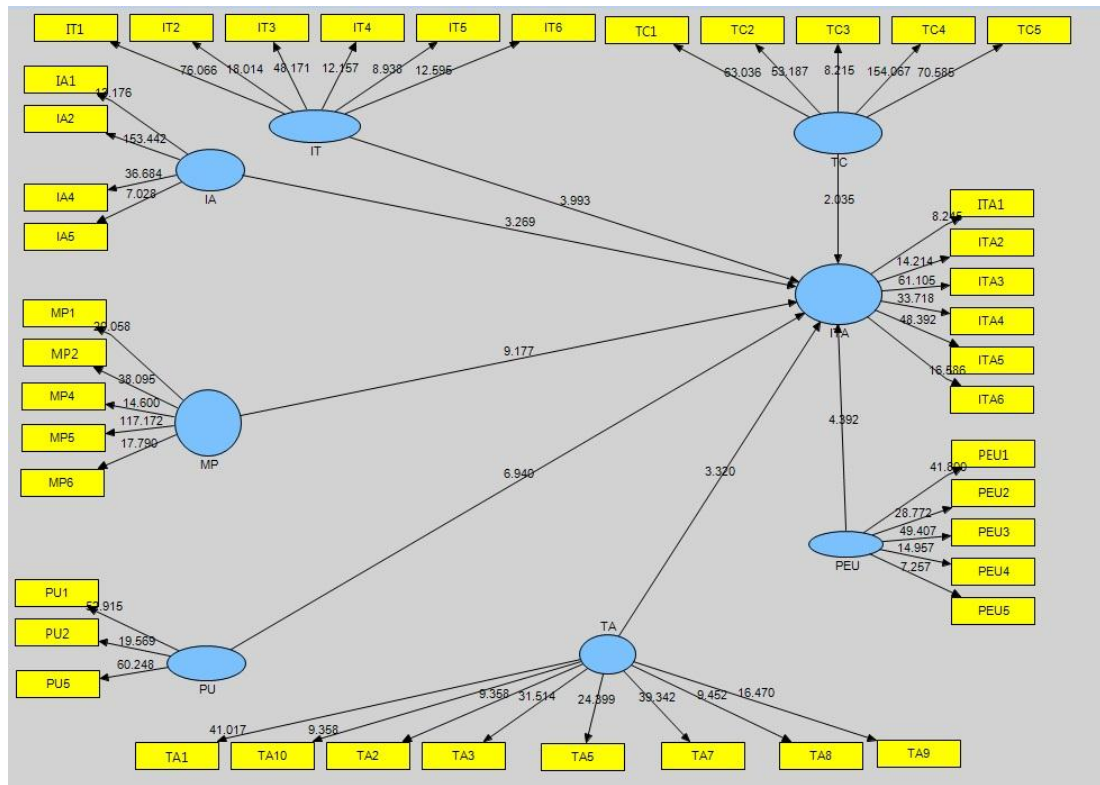 IT1 IT2 IT3 IT4 IT5 IT6
TC1 TC2 TC3 TC4 TC5
76.066 18.014 48.171 12.157 8.938 12.595
63.036 53.187 8.215 154.067 70.585
IT
TC
IA1
IA2
153.442
IA4
36.684
IA5
7.028
IA
3.993
3.269
2.035
ITA1
ITA2
14.214
ITA3
61.105
ITA4
33.718
ITA5
48.392
ITA6
16.586
ITA
MP1
MP2
38.095
MP4
14.600
MP5
117.172
MP6
17.790
MP
9.177
6.940
3.320
4.392
PEU1
PEU2
28.772
PEU3
49.407
PEU4
14.957
PEU5
7.257
PEU
PU1
PU2
19.569
PU5
60.248
PU
TA
41.017 9.358 9.358 31.514 24.399 39.342 9.452 16.470
TA1 TA10 TA2 TA3 TA5 TA7 TA8 TA9